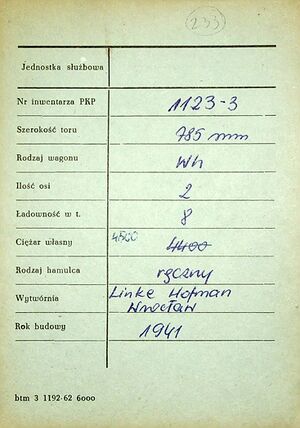 233
Jednostka służbowa
Nr inwentarza PKP 1123-3
Szerokość toru 785 mm
Rodzaj wagonu Wh
Ilość osi 2
Ładowność w t. 8
Ciężar własny 4500 4400
Rodzaj hamulca ręczny
Wytwórnia Linke Hofman
Wrocław
Rok budowy 1941
btm 3 1192-62 6000